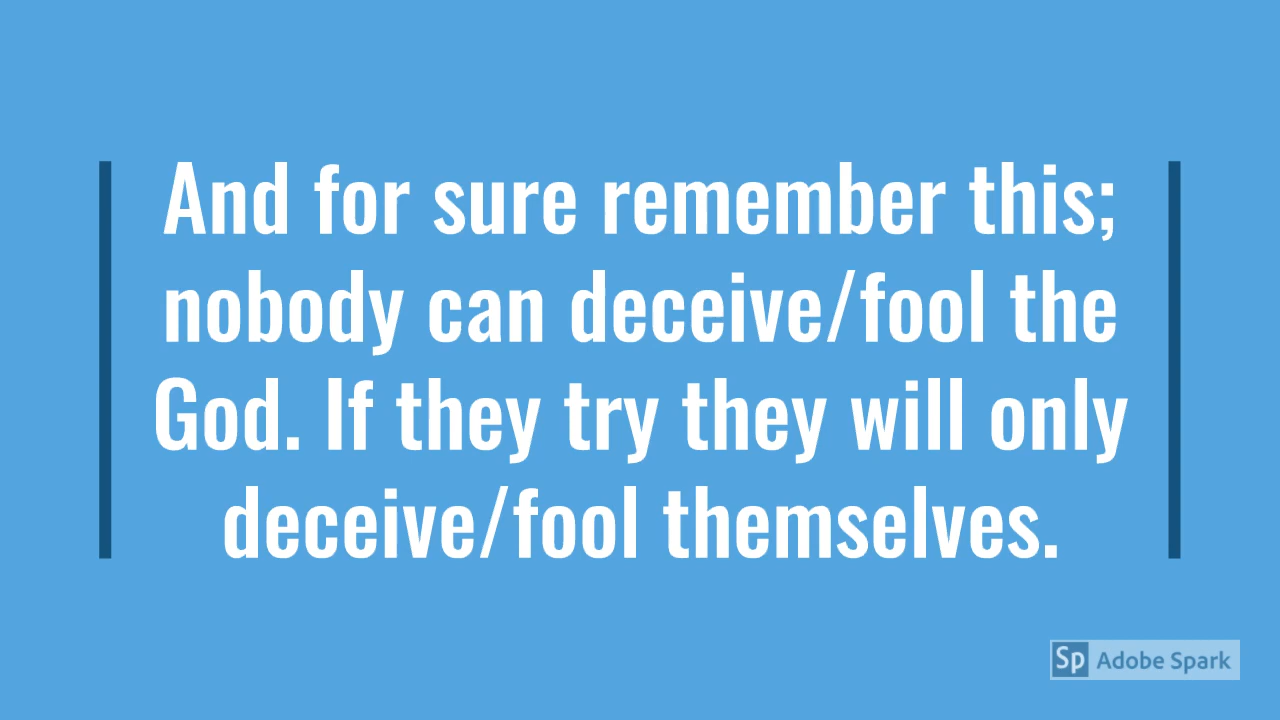 And for sure remember this;
nobody can deceive/fool the
God. If they try they will only
deceive/fool themselves.
Sp Adobe Spark